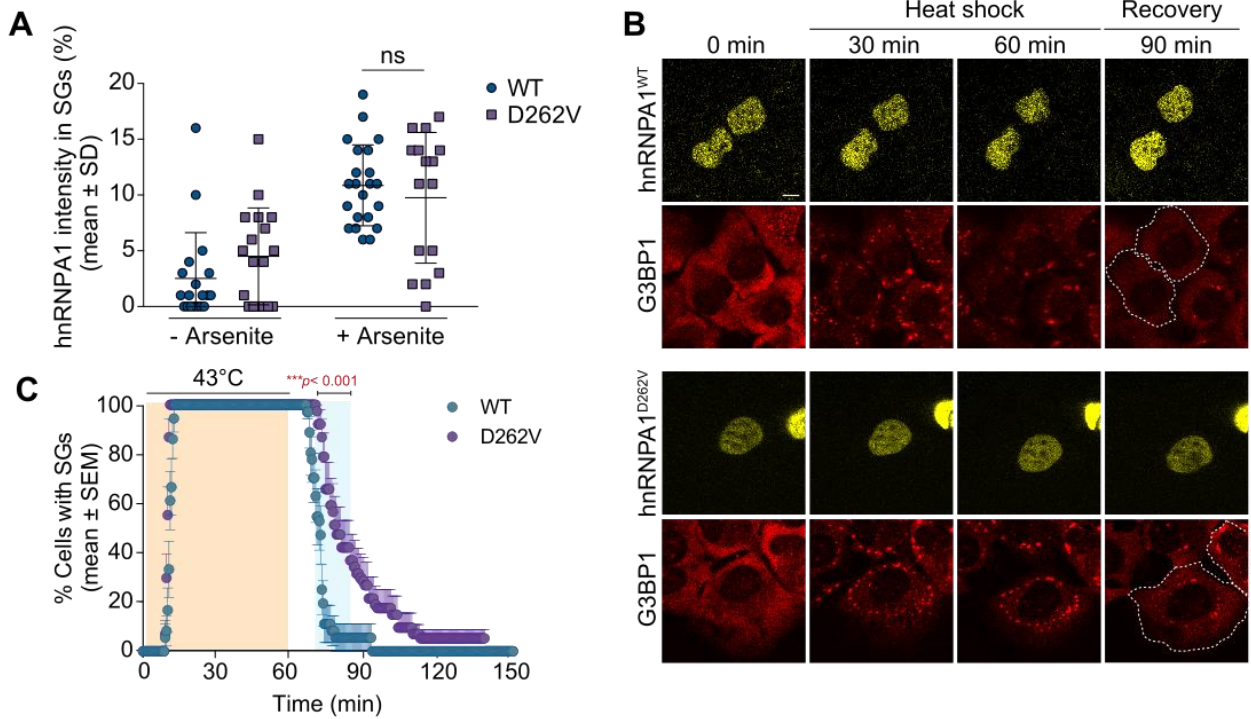 A
hnRNPA1 intensity in SGs (%)
(mean ± SD)
20
15
10
5
0
ns
WT
D262V
- Arsenite
+ Arsenite
B
Heat shock
Recovery
0 min
30 min
60 min
90 min
hnRNPA1WT
G3BP1
hnRNPA1D262V
G3BP1
C
43°C
***p< 0.001
WT
D262V
% Cells with SGs
(mean ± SEM)
100
80
60
40
20
0
0
30
60
90
120
150
Time (min)